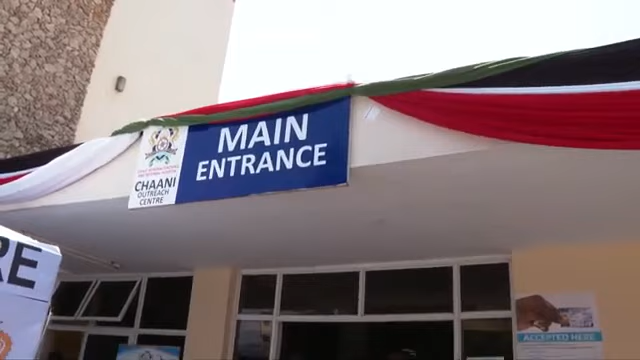 CHAANI
OUTREACH
CENTRE
MAIN
ENTRANCE
RE
ACCEPTED HERE